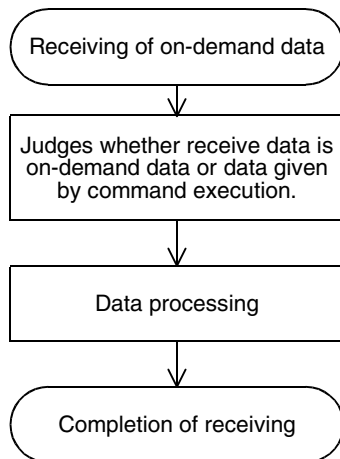 Receiving of on-demand data
Judges whether receive data is
on-demand data or data given
by command execution.
Data processing
Completion of receiving